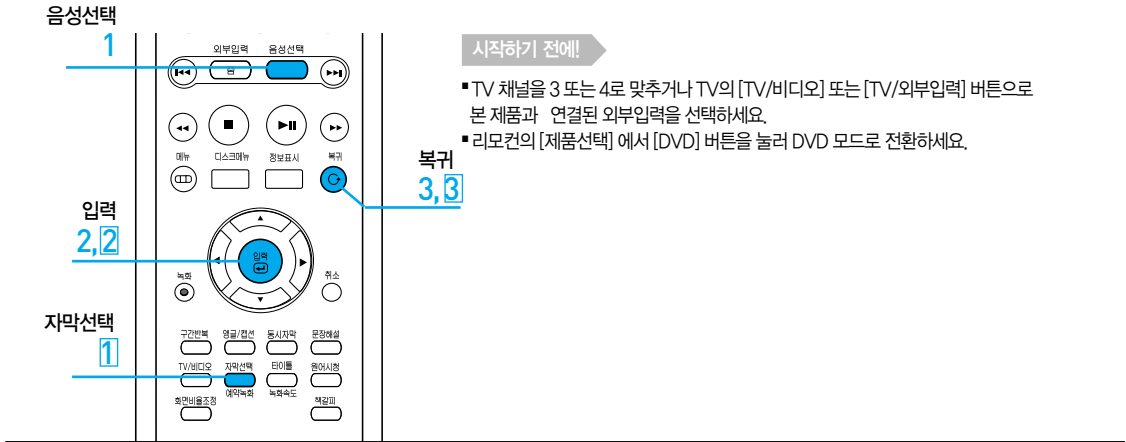 음성선택
1
외부입력 음성선택
시작하기 전에!
▪ TV 채널을 3 또는 4로 맞추거나 TV의 [TV/비디오] 또는 [TV/외부입력] 버튼으로
본 제품과 연결된 외부입력을 선택하세요.
▪ 리모컨의 [제품선택] 에서 [DVD] 버튼을 눌러 DVD 모드로 전환하세요.
메뉴 디스크메뉴 정보표시 복귀
복귀
3, 3
입력
2, 2
입력
녹화 취소
자막선택
1
구간반복 앵글/캡션 동시자막 문장해설
TV/비디오 자막선택 타이틀 원어시청
예약녹화 녹화속도
화면비율조정 책갈피